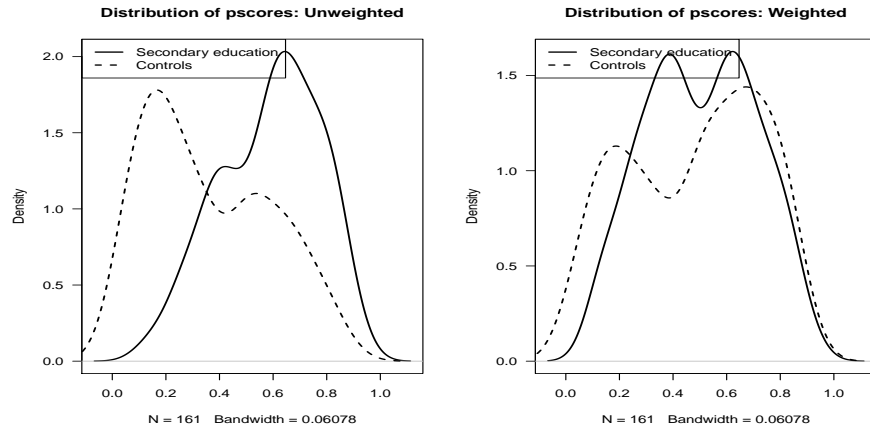 Distribution of pscores: Unweighted
Secondary education
Controls
Density
2.0
1.5
1.0
0.5
0.0
0.0 0.2 0.4 0.6 0.8 1.0
N = 161 Bandwidth = 0.06078
Distribution of pscores: Weighted
Secondary education
Controls
Density
1.5
1.0
0.5
0.0
0.0 0.2 0.4 0.6 0.8 1.0
N = 161 Bandwidth = 0.06078